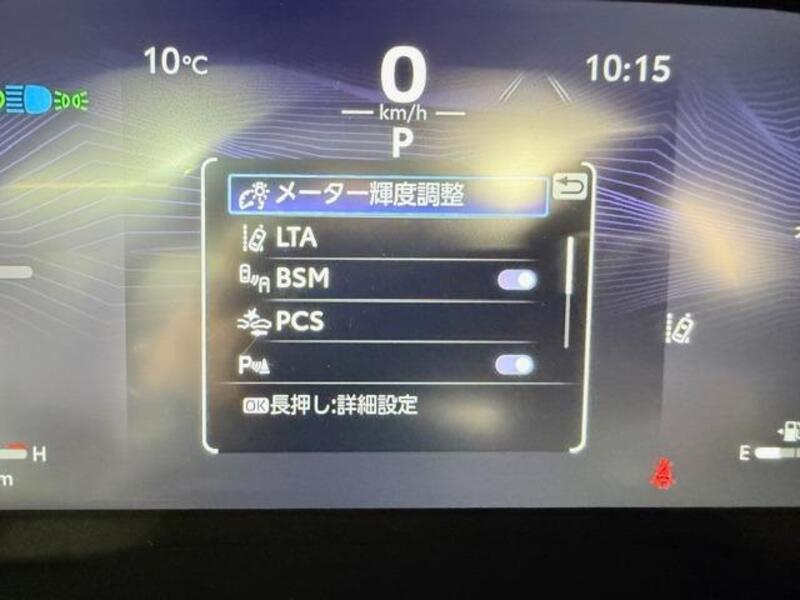 10℃
0
10:15
km/h
P
メーター輝度調整
LTA
BSM
PCS
P
OK長押し:詳細設定
H
E
m